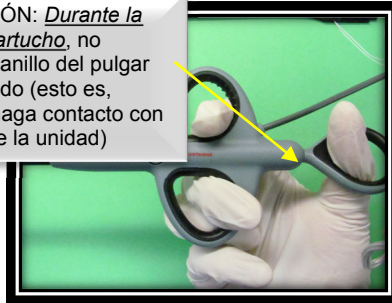 ÓN: Durante la
artucho, no
anillo del pulgar
do (esto es,
aga contacto con
e la unidad)